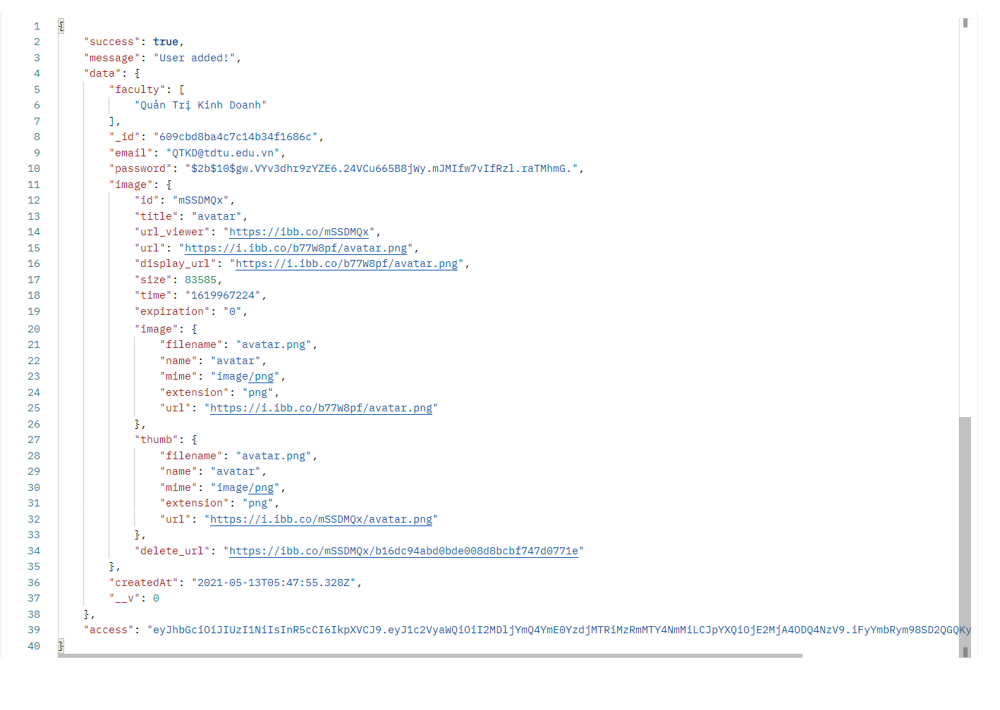 1 {
2 "success": true,
3 "message": "User added!",
4 "data": {
5 "faculty": [
6 "Quản Trị Kinh Doanh"
7 ],
8 "_id": "609cbd8ba4c7c14b34f1686c",
9 "email": "QTKD@tdtu.edu.vn",
10 "password": "$2b$10$gw.VYv3dhr9zYZE6.24VCu665B8jWy.mJMIfw7vIfRzl.raTMhmG.",
11 "image": {
12 "id": "mSSDMQx",
13 "title": "avatar",
14 "url_viewer": "https://ibb.co/mSSDMQx",
15 "url": "https://i.ibb.co/b77W8pf/avatar.png",
16 "display_url": "https://i.ibb.co/b77W8pf/avatar.png",
17 "size": 83585,
18 "time": "1619967224",
19 "expiration": "0",
20 "image": {
21 "filename": "avatar.png",
22 "name": "avatar",
23 "mime": "image/png",
24 "extension": "png",
25 "url": "https://i.ibb.co/b77W8pf/avatar.png"
26 },
27 "thumb": {
28 "filename": "avatar.png",
29 "name": "avatar",
30 "mime": "image/png",
31 "extension": "png",
32 "url": "https://i.ibb.co/mSSDMQx/avatar.png"
33 },
34 "delete_url": "https://ibb.co/mSSDMQx/b16dc94abd0bde008d8bcbf747d0771e"
35 },
36 "createdAt": "2021-05-13T05:47:55.328Z",
37 "__v": 0
38 },
39 "access": "eyJhbGciOiJIUzI1NiIsInR5cCI6IkpXVCJ9.eyJ1c2VyaWQiOiI2MDljYmQ4YmE0YzdjMTRiMzRmMTY4NmMiLCJpYXQiOjE2MjA4ODQ4NzV9.iFyYmbRym98SD2QGQKy
40 }